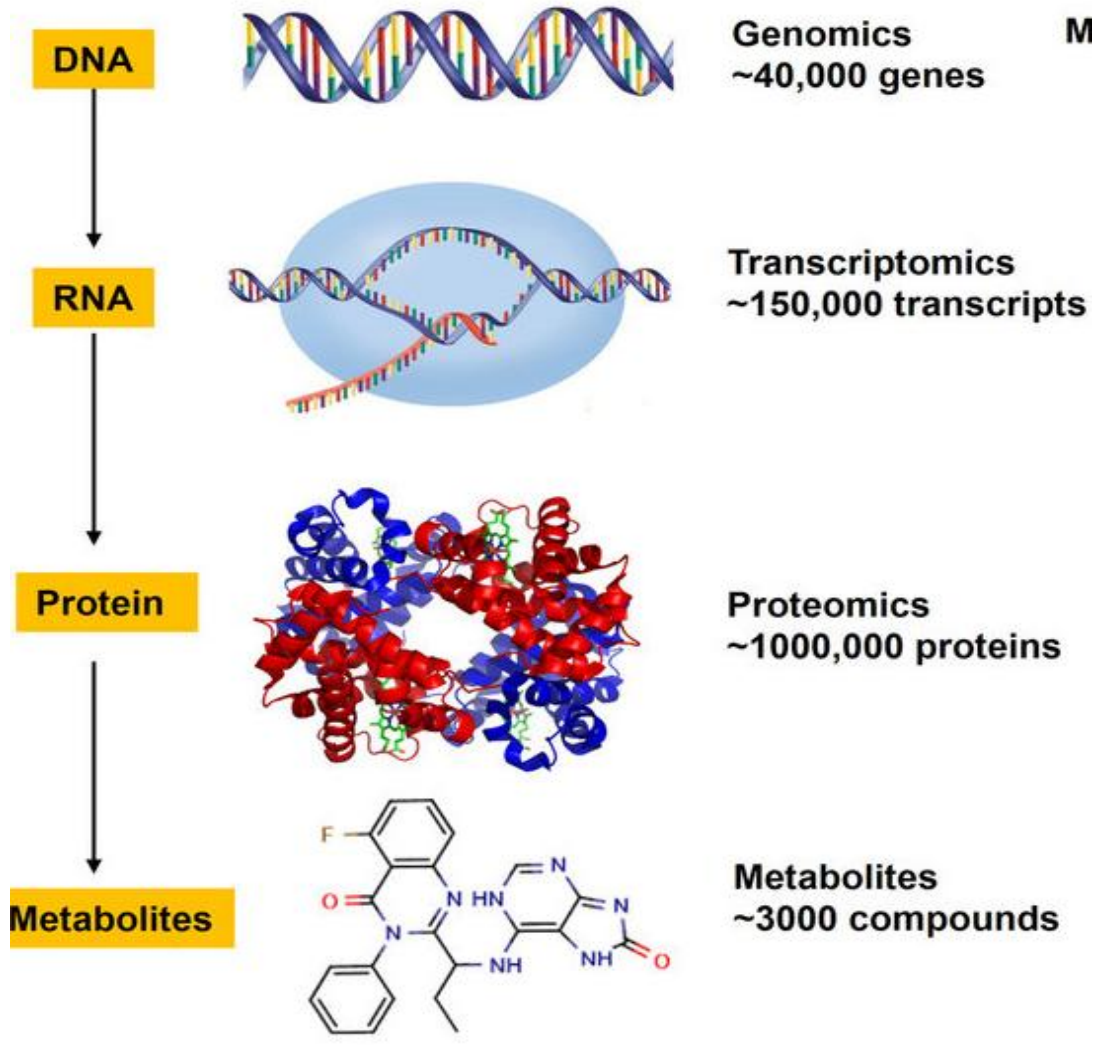 DNA
Genomics
~40,000 genes
M
RNA
Transcriptomics
~150,000 transcripts
Protein
Proteomics
~1000,000 proteins
F
O
N
HN
N
N
N
NH
NH
O
Metabolites
Metabolites
~3000 compounds